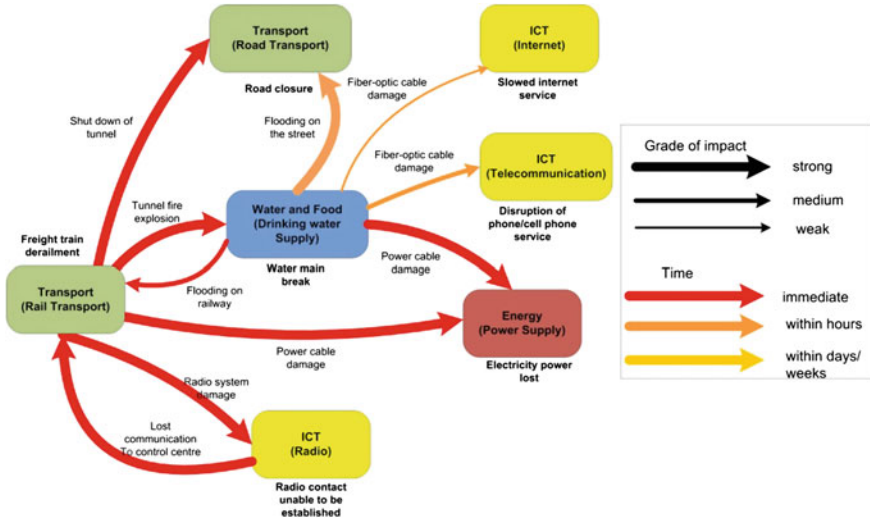 Transport
(Road Transport)
Road closure
ICT
(Internet)
Slowed internet
service
Fiber-optic cable
damage
Shut down of
tunnel
Flooding on
the street
Fiber-optic cable
damage
ICT
(Telecommunication)
Disruption of
phone/cell phone
service
Tunnel fire
explosion
Water and Food
(Drinking water
Supply)
Water main
break
Freight train
derailment
Transport
(Rail Transport)
Flooding on
railway
Power cable
damage
Energy
(Power Supply)
Electricity power
lost
Power cable
damage
Radio system
damage
Lost
communication
To control centre
ICT
(Radio)
Radio contact
unable to be
established
Grade of impact
strong
medium
weak
Time
immediate
within hours
within days/
weeks